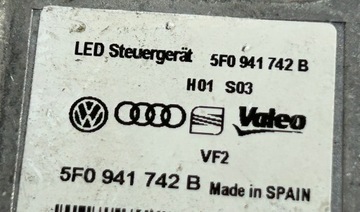 LED Steuergerät 5F0 941 742 B
H01 S03
Valeo
VF2
5F0 941 742 B Made in SPAIN